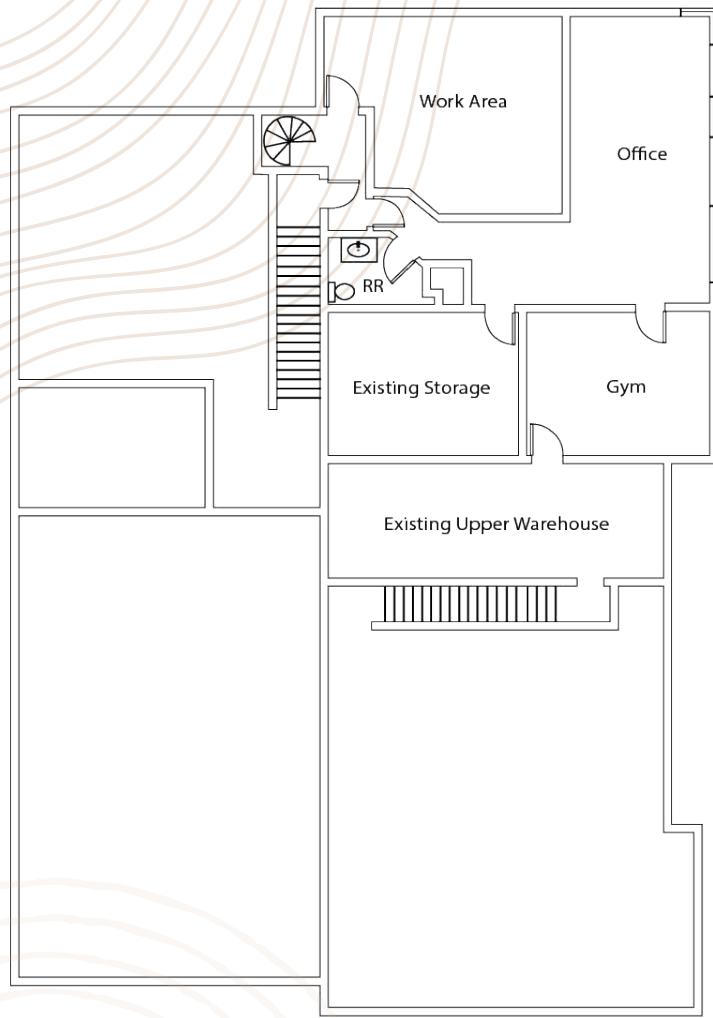 Work Area
Office
RR
Existing Storage
Gym
Existing Upper Warehouse